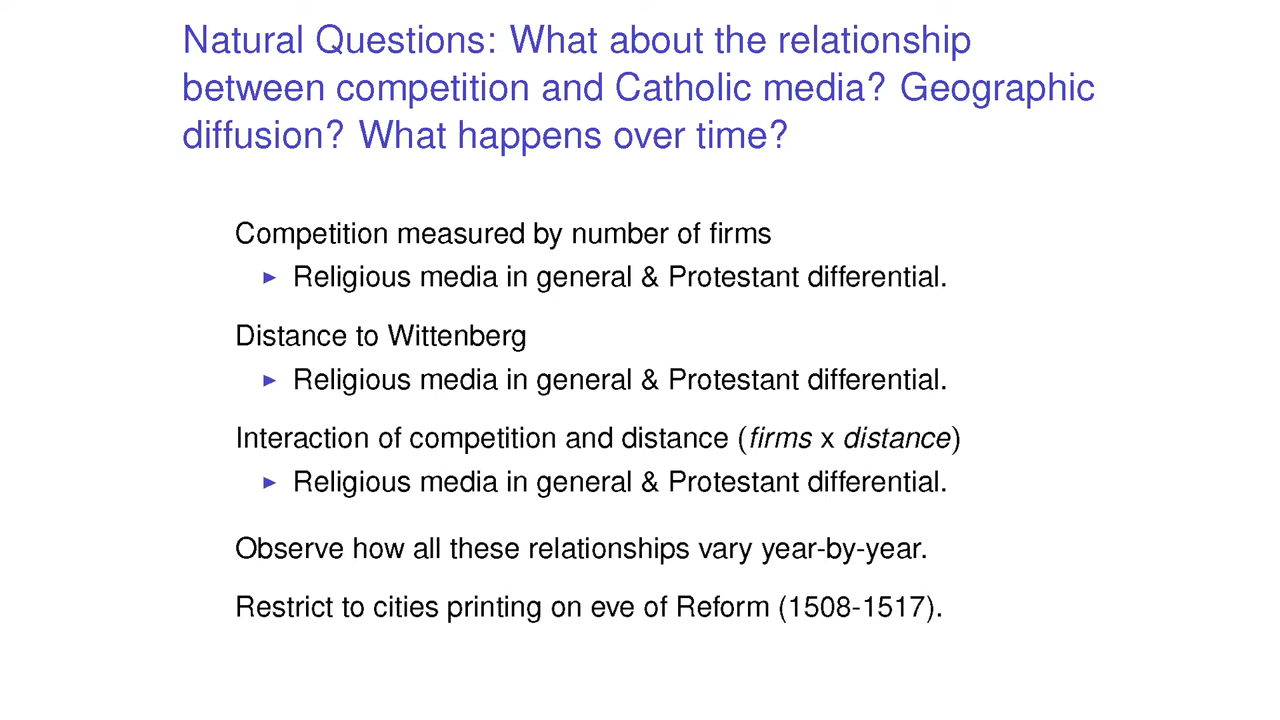 Natural Questions: What about the relationship
between competition and Catholic media? Geographic
diffusion? What happens over time?
Competition measured by number of firms
▶ Religious media in general & Protestant differential.
Distance to Wittenberg
▶ Religious media in general & Protestant differential.
Interaction of competition and distance (firms x distance)
▶ Religious media in general & Protestant differential.
Observe how all these relationships vary year-by-year.
Restrict to cities printing on eve of Reform (1508-1517).